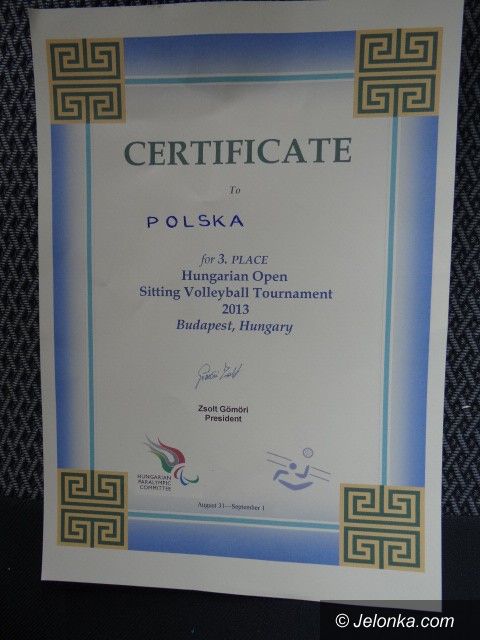 CERTIFICATE
To
POLSKA
for 3. PLACE
Hungarian Open
Sitting Volleyball Tournament
2013
Budapest, Hungary
Zsolt Gömöri
President
HUNGARIAN
PARALYMPIC
COMMITTEE
August 31—September 1
© Jelonka.com